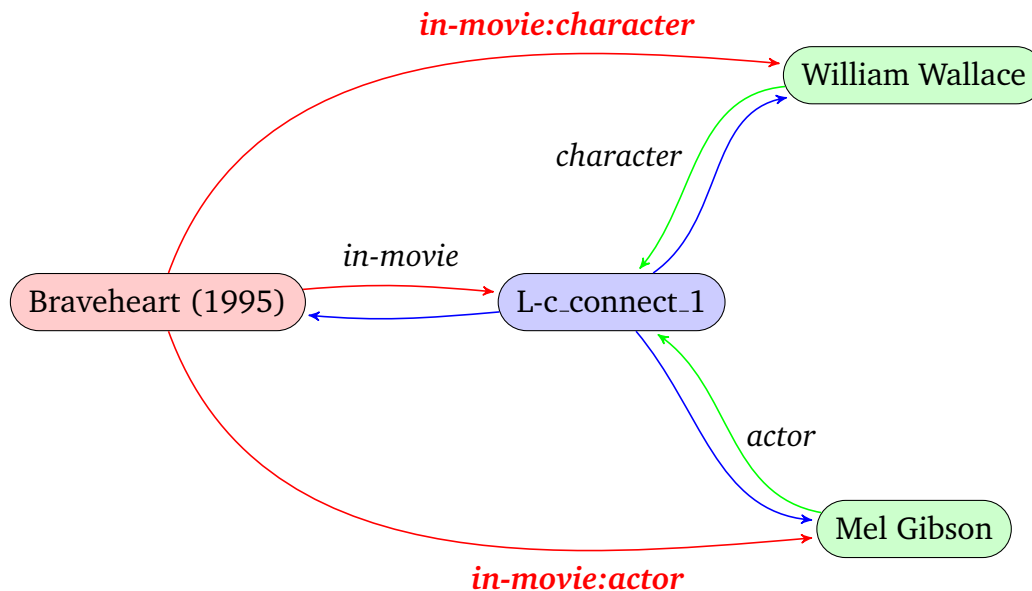 in-movie:character
William Wallace
character
in-movie
Braveheart (1995)
L-c_connect_1
actor
Mel Gibson
in-movie:actor